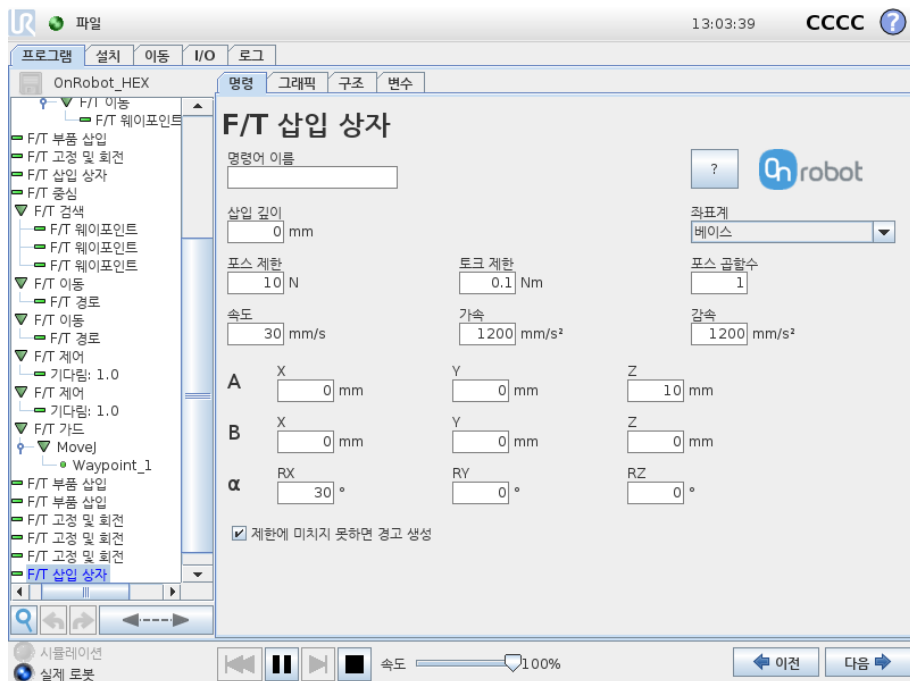 파일 13:03:39 CCCC ?
프로그램 설치 이동 I/O 로그
OnRobot_HEX 명령 그래픽 구조 변수
F/T 이동
F/T 웨이포인트
F/T 부품 삽입
F/T 고정 및 회전
F/T 삽입 상자
F/T 중심
F/T 검색
F/T 웨이포인트
F/T 웨이포인트
F/T 웨이포인트
F/T 이동
F/T 경로
F/T 이동
F/T 경로
F/T 제어
기다림: 1.0
F/T 제어
기다림: 1.0
F/T 가드
MoveJ
Waypoint_1
F/T 부품 삽입
F/T 부품 삽입
F/T 고정 및 회전
F/T 고정 및 회전
F/T 고정 및 회전
F/T 삽입 상자
F/T 삽입 상자
명령어 이름
? On robot
삽입 깊이 좌표계
0 mm 베이스
포스 제한 토크 제한 포스 곱함수
10 N 0.1 Nm 1
속도 가속 감속
30 mm/s 1200 mm/s² 1200 mm/s²
X Y Z
A 0 mm 0 mm 10 mm
X Y Z
B 0 mm 0 mm 0 mm
RX RY RZ
α 30 ° 0 ° 0 °
제한에 미치지 못하면 경고 생성
시뮬레이션
실제 로봇
속도 100% 이전 다음